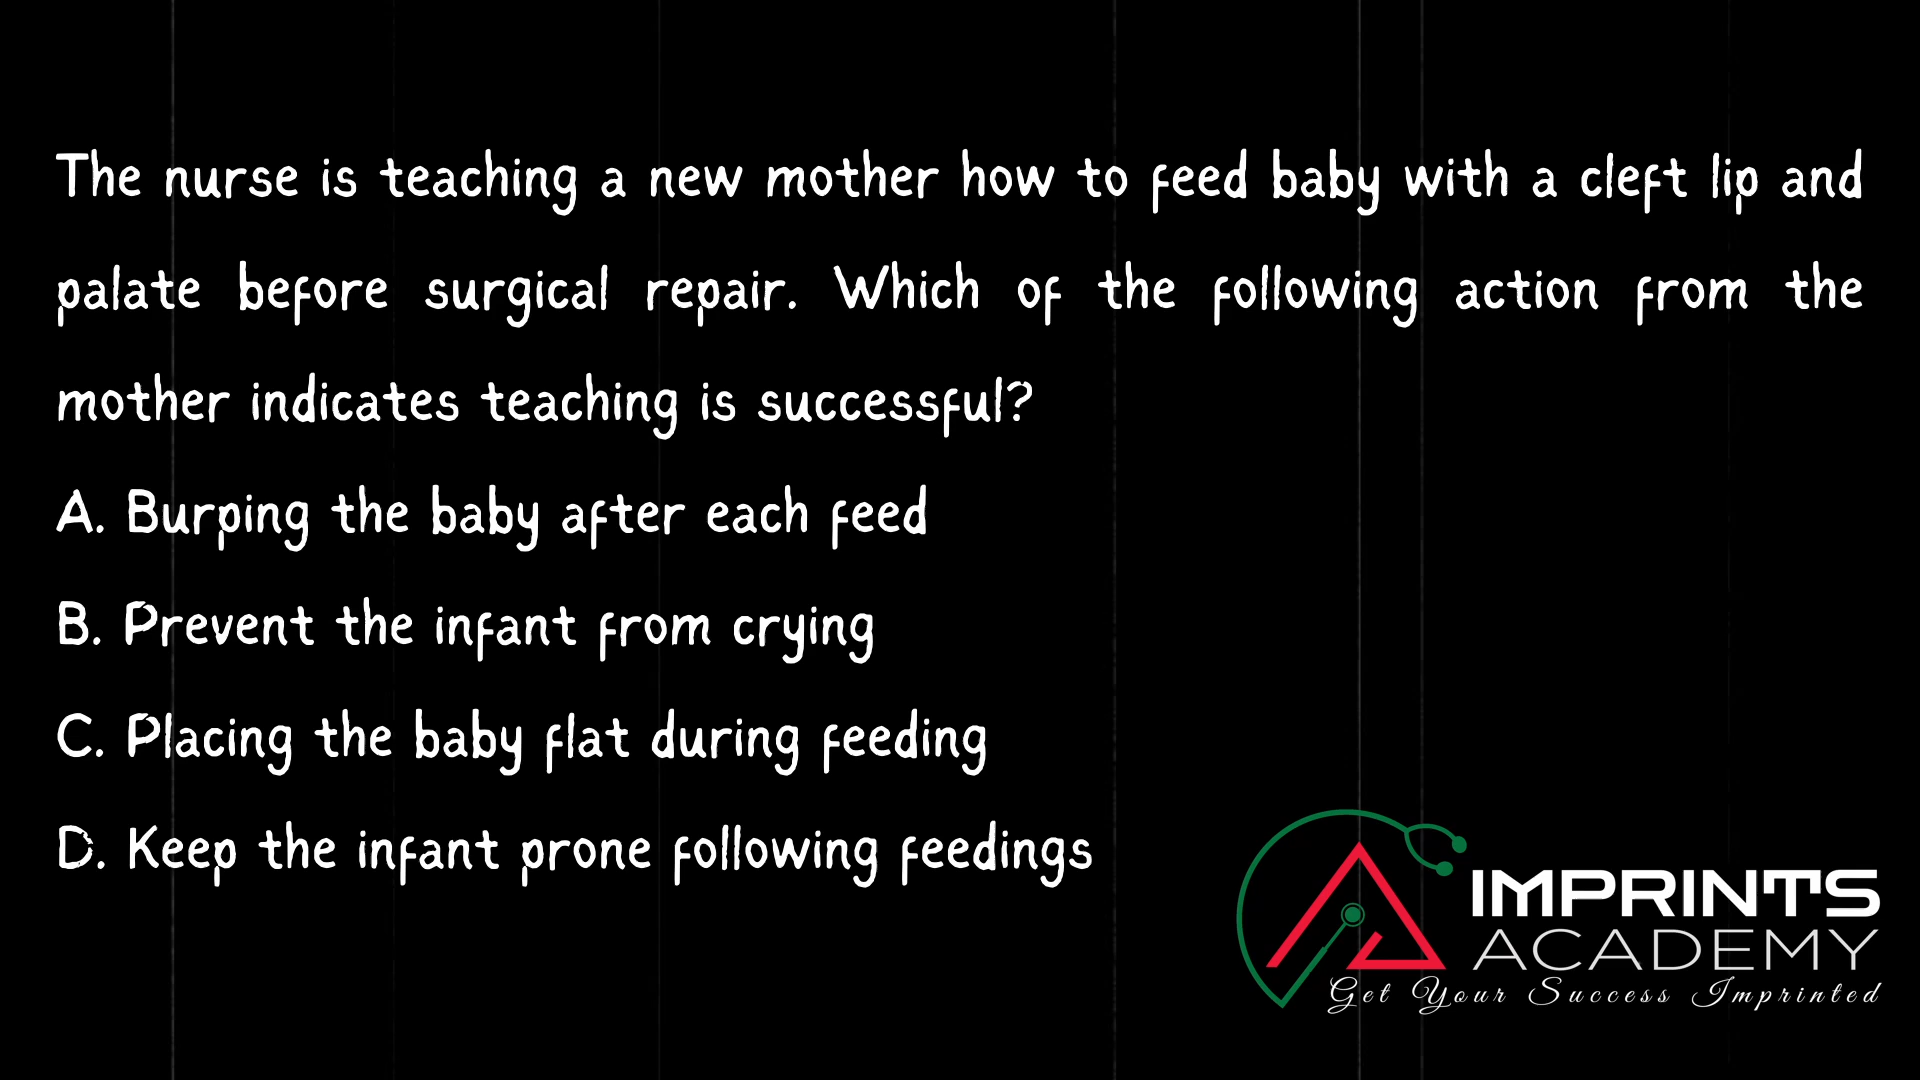 The nurse is teaching a new mother how to feed baby with a cleft lip and
palate before surgical repair. Which of the following action from the
mother indicates teaching is successful?
A. Burping the baby after each feed
B. Prevent the infant from crying
C. Placing the baby flat during feeding
D. Keep the infant prone following feedings
IMPRINTS
ACADEMY
Get Your Success Imprinted